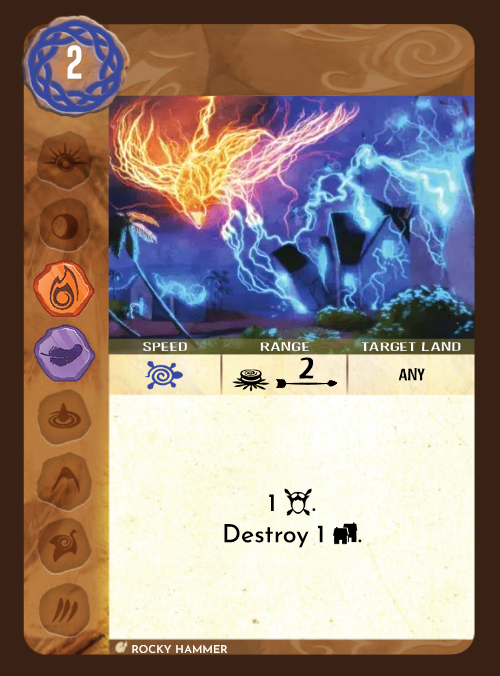 2
SPEED RANGE TARGET LAND
2 ANY
1 .
Destroy 1 .
ROCKY HAMMER